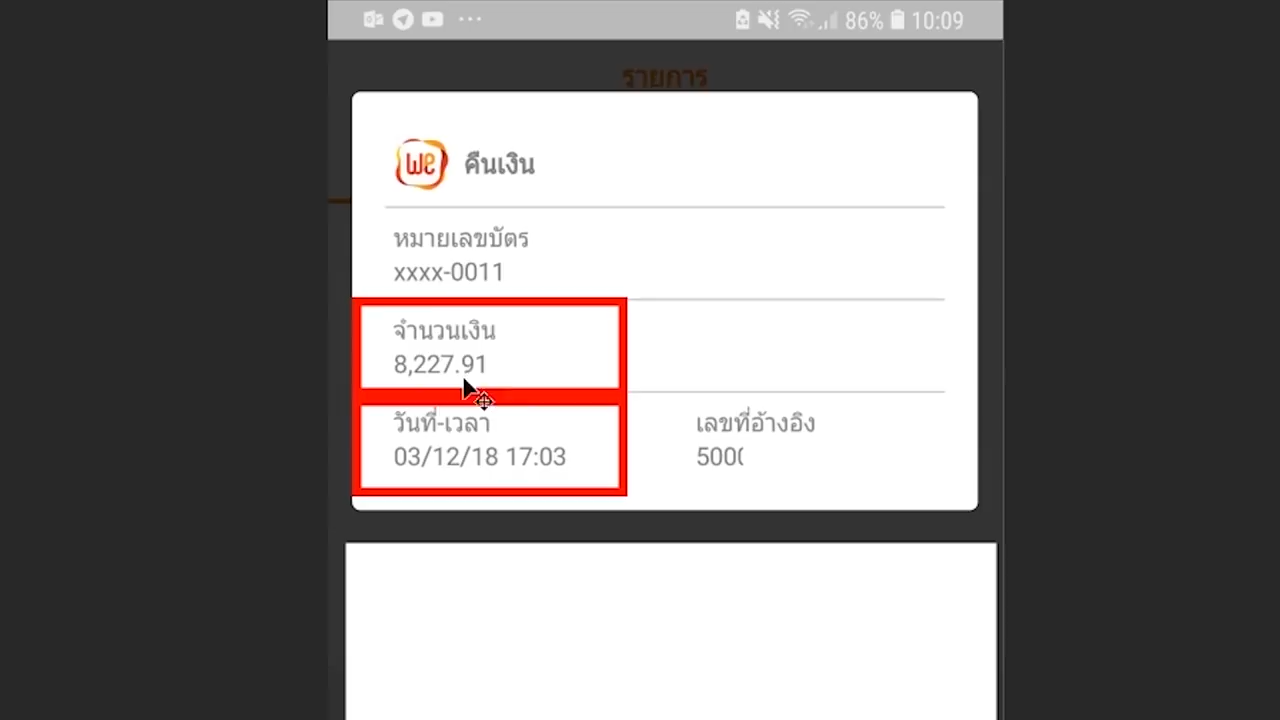 86% 10:09
รายการ
we คืนเงิน
หมายเลขบัตร
xxxx-0011
จำนวนเงิน
8,227.91
วันที่-เวลา
03/12/18 17:03
เลขที่อ้างอิง
500